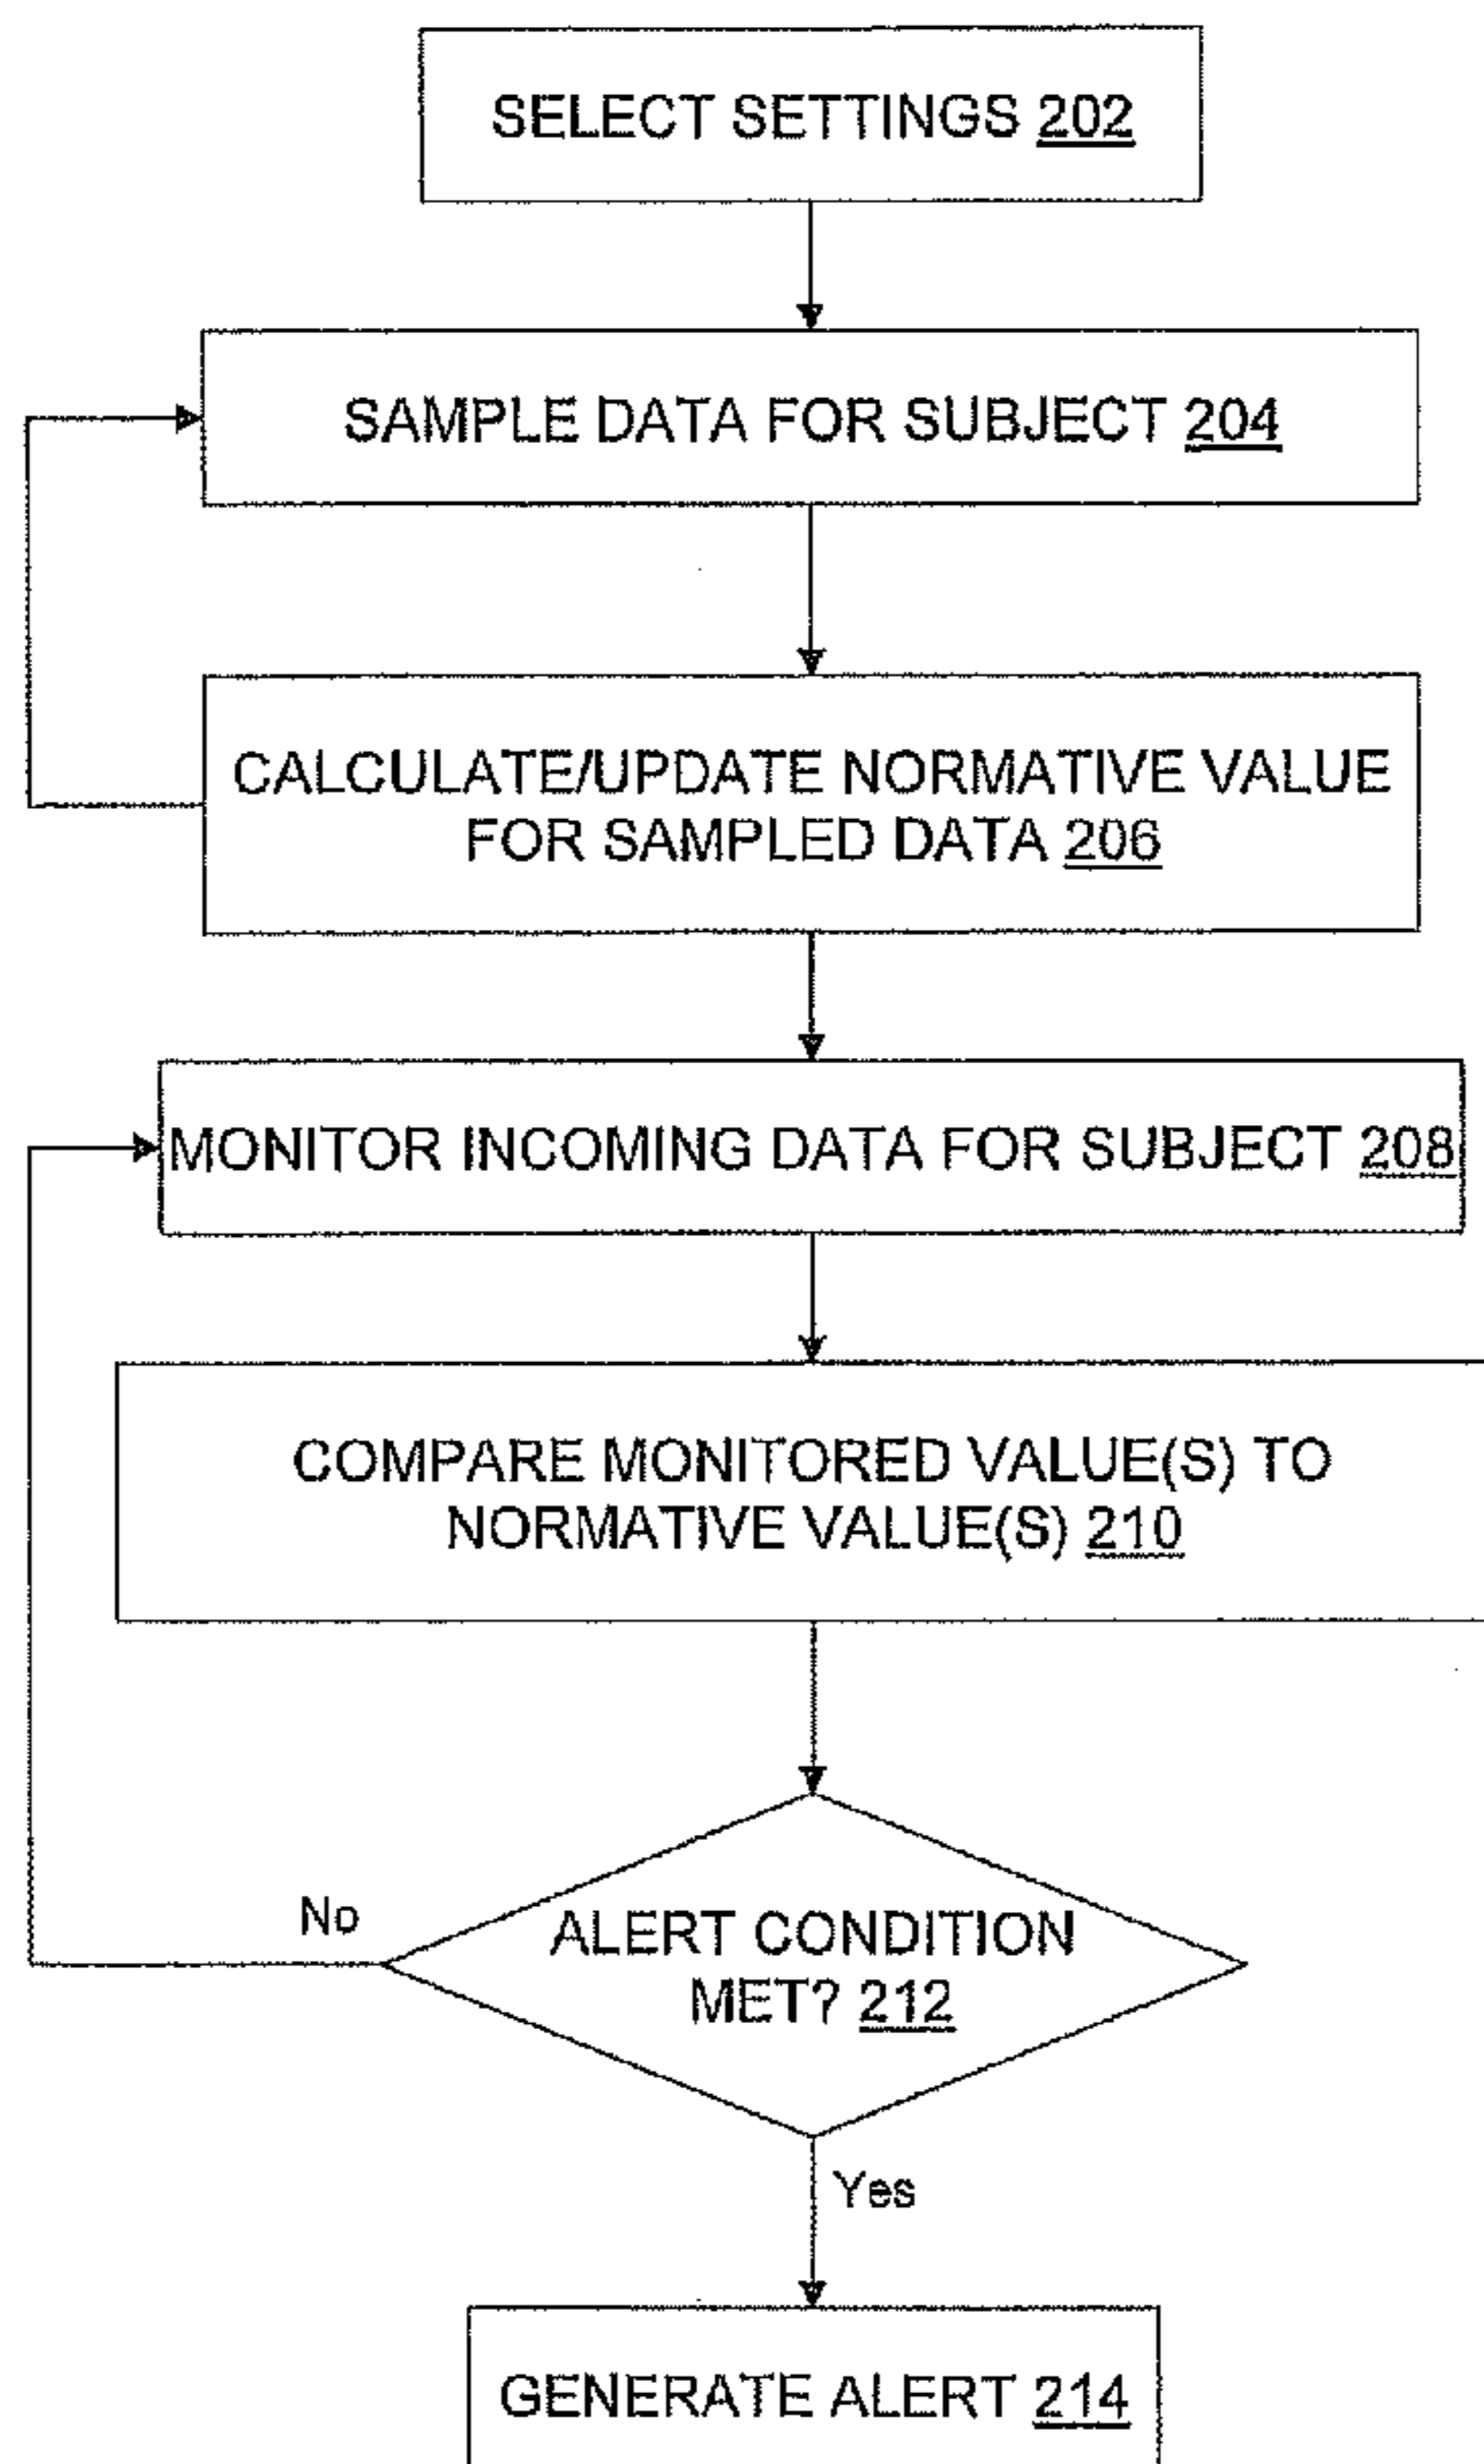 SELECT SETTINGS 202
SAMPLE DATA FOR SUBJECT 204
CALCULATE/UPDATE NORMATIVE VALUE
FOR SAMPLED DATA 206
MONITOR INCOMING DATA FOR SUBJECT 208
COMPARE MONITORED VALUE(S) TO
NORMATIVE VALUE(S) 210
No
ALERT CONDITION
MET? 212
Yes
GENERATE ALERT 214